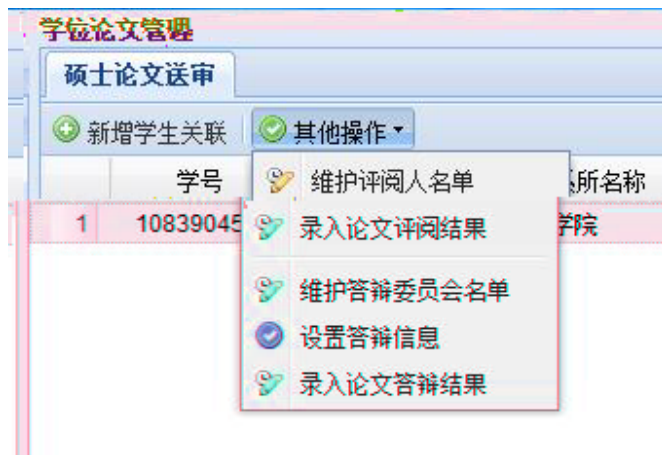 学位论文管理
硕士论文送审
新增学生关联 其他操作
学号 维护评阅人名单 所名称
1 10839045 录入论文评阅结果 学院
维护答辩委员会名单
设置答辩信息
录入论文答辩结果